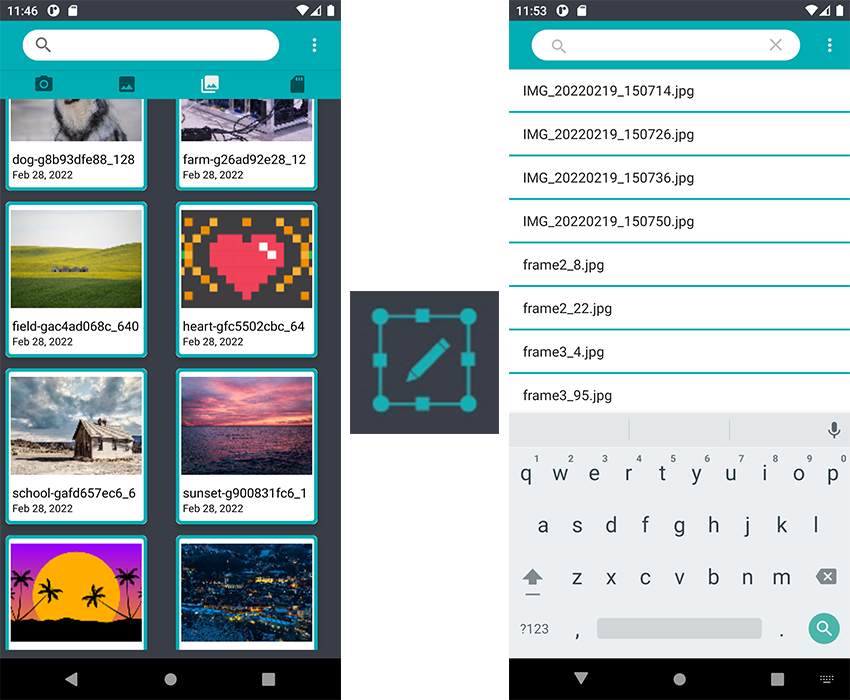 11:46
dog-g8b93dfe88_128
Feb 28, 2022
farm-g26ad92e28_12
Feb 28, 2022
field-gac4ad068c_640
Feb 28, 2022
heart-gfc5502cbc_64
Feb 28, 2022
school-gafd657ec6_6
Feb 28, 2022
sunset-g900831fc6_1
Feb 28, 2022
11:53
IMG_20220219_150714.jpg
IMG_20220219_150726.jpg
IMG_20220219_150736.jpg
IMG_20220219_150750.jpg
frame2_8.jpg
frame2_22.jpg
frame3_4.jpg
frame3_95.jpg
1 2 3 4 5 6 7 8 9 0
q w e r t y u i o p
a s d f g h j k l
z x c v b n m
?123 , .